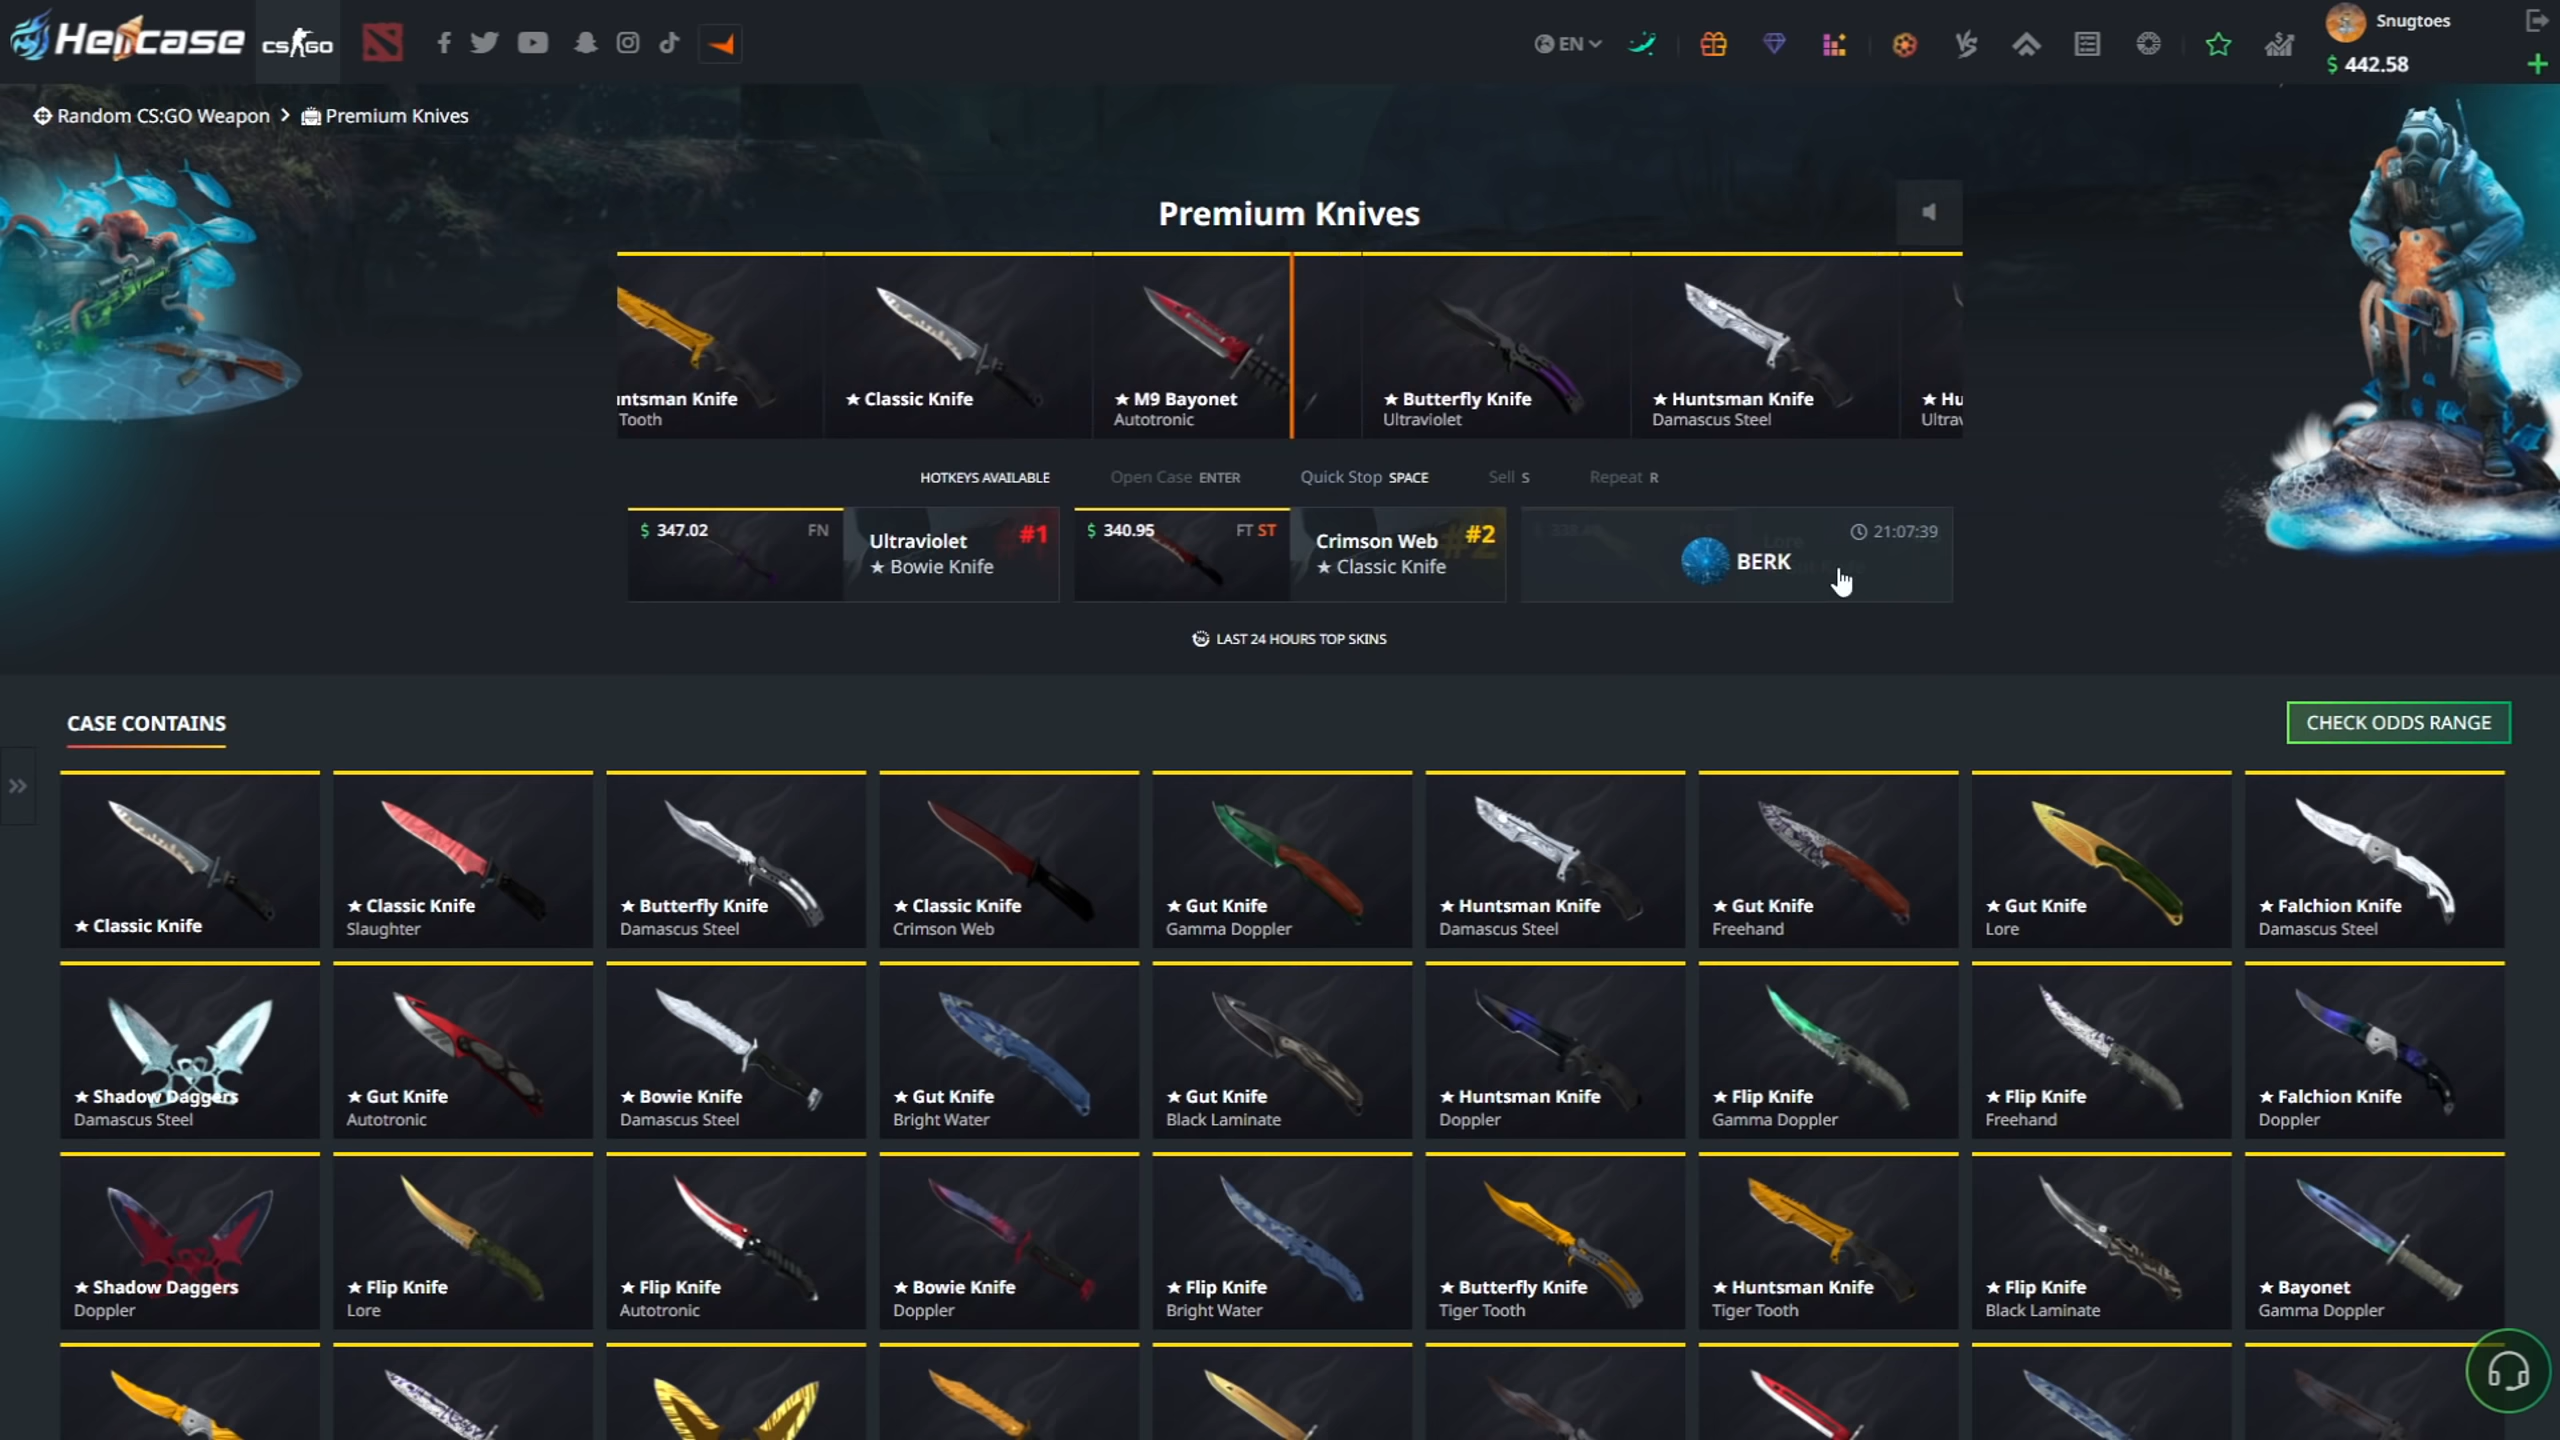 Hellcase
CS GO
EN
Snugtoes
$ 442.58
Random CS:GO Weapon > Premium Knives
Premium Knives
ntsman Knife
Tooth
★ Classic Knife
★ M9 Bayonet
Autotronic
★ Butterfly Knife
Ultraviolet
★ Huntsman Knife
Damascus Steel
★ Hu
Ultrav
HOTKEYS AVAILABLE
Open Case ENTER
Quick Stop SPACE
Sell S
Repeat R
$ 347.02
FN
Ultraviolet
★ Bowie Knife
#1
$ 340.95
FT ST
Crimson Web
★ Classic Knife
#2
21:07:39
BERK
LAST 24 HOURS TOP SKINS
CASE CONTAINS
CHECK ODDS RANGE
★ Classic Knife
★ Classic Knife
Slaughter
★ Butterfly Knife
Damascus Steel
★ Classic Knife
Crimson Web
★ Gut Knife
Gamma Doppler
★ Huntsman Knife
Damascus Steel
★ Gut Knife
Freehand
★ Gut Knife
Lore
★ Falchion Knife
Damascus Steel
★ Shadow Daggers
Damascus Steel
★ Gut Knife
Autotronic
★ Bowie Knife
Damascus Steel
★ Gut Knife
Bright Water
★ Gut Knife
Black Laminate
★ Huntsman Knife
Doppler
★ Flip Knife
Gamma Doppler
★ Flip Knife
Freehand
★ Falchion Knife
Doppler
★ Shadow Daggers
Doppler
★ Flip Knife
Lore
★ Flip Knife
Autotronic
★ Bowie Knife
Doppler
★ Flip Knife
Bright Water
★ Butterfly Knife
Tiger Tooth
★ Huntsman Knife
Tiger Tooth
★ Flip Knife
Black Laminate
★ Bayonet
Gamma Doppler